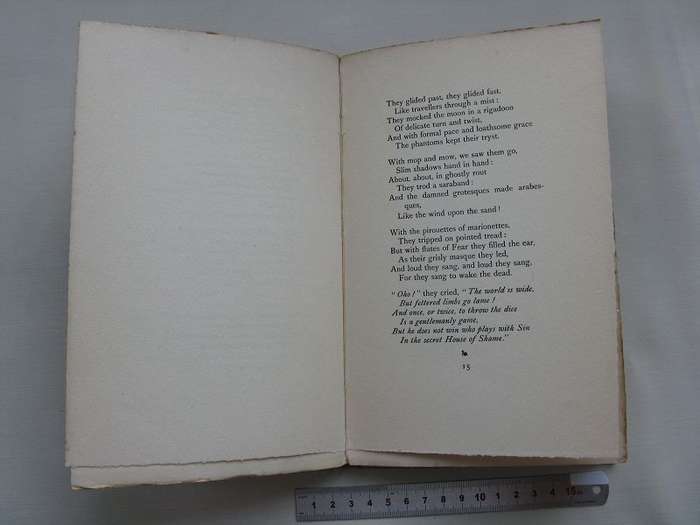 They glided past, they glided fast,
Like travellers through a mist:
They mocked the moon in a rigadoon
Of delicate turn and twist,
And with formal pace and loathsome grace
The phantoms kept their tryst.
With mop and mow, we saw them go,
Slim shadows hand in hand:
About, about, in ghostly rout
They trod a saraband:
And the damned grotesques made arabes-
ques,
Like the wind upon the sand!
With the pirouettes of marionettes,
They tripped on pointed tread:
But with flutes of Fear they filled the ear,
As their grisly masque they led,
And loud they sang, and loud they sang,
For they sang to wake the dead.
"Oho!" they cried, "The world is wide,
But fettered limbs go lame!
And once, or twice, to throw the dice
Is a gentlemanly game,
But he does not win who plays with Sin
In the secret House of Shame."
15
1 2 3 4 5 6 7 8 9 10 1 2 3 4 15